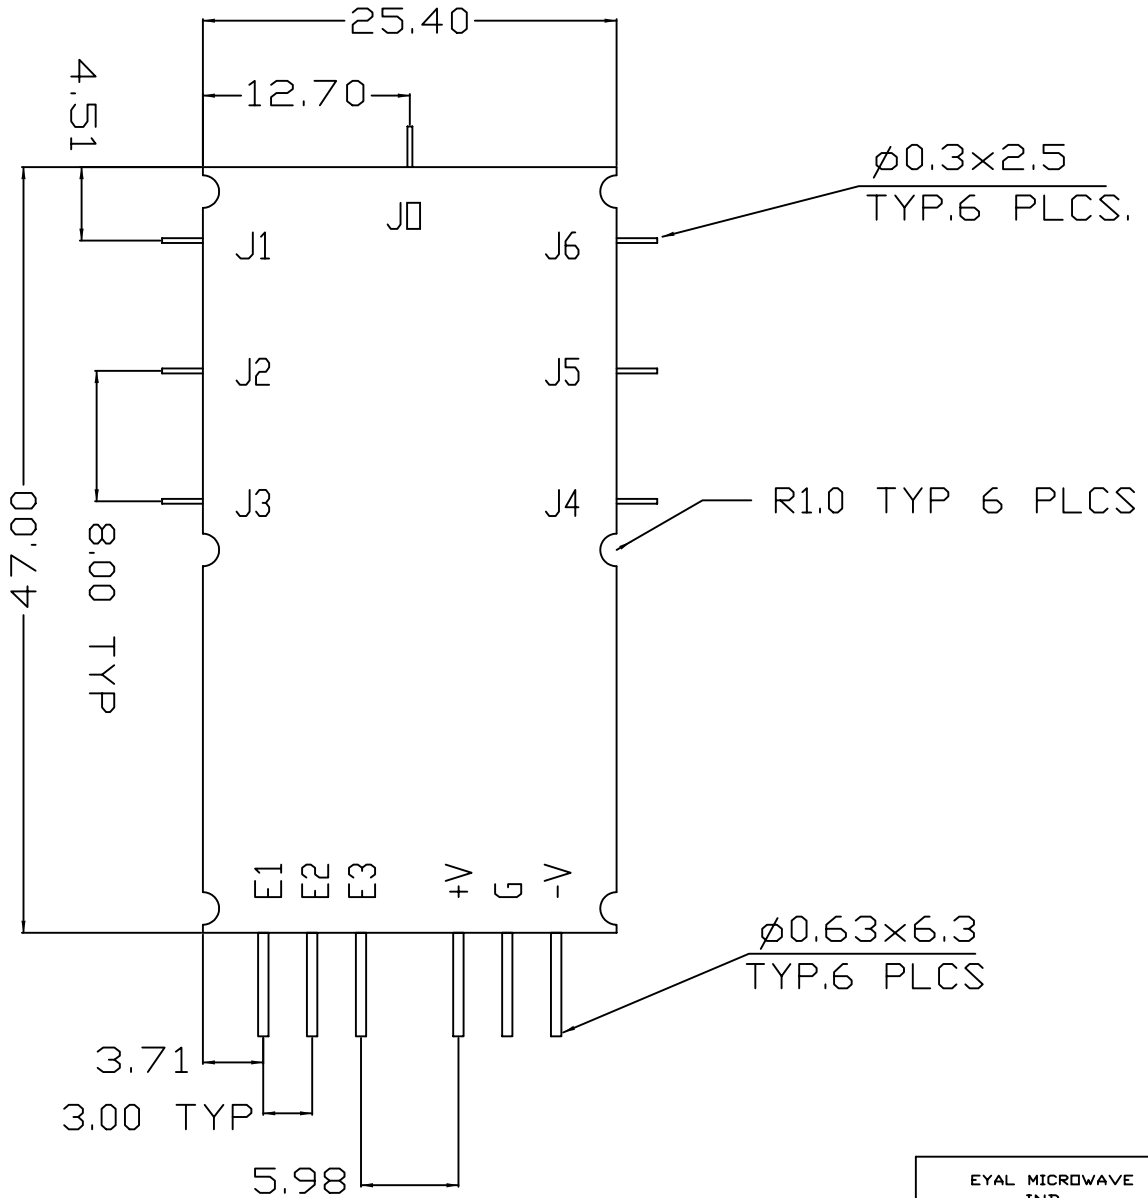 25.40
12.70
4.51
ø0.3x2.5
TYP.6 PLCS.
J0
J1
J6
J2
J5
J3
J4
R1.0 TYP 6 PLCS
47.00
8.00 TYP
E1
E2
E3
+V
G
-V
ø0.63x6.3
TYP.6 PLCS
3.71
3.00 TYP
5.98
EYAL MICROWAVE